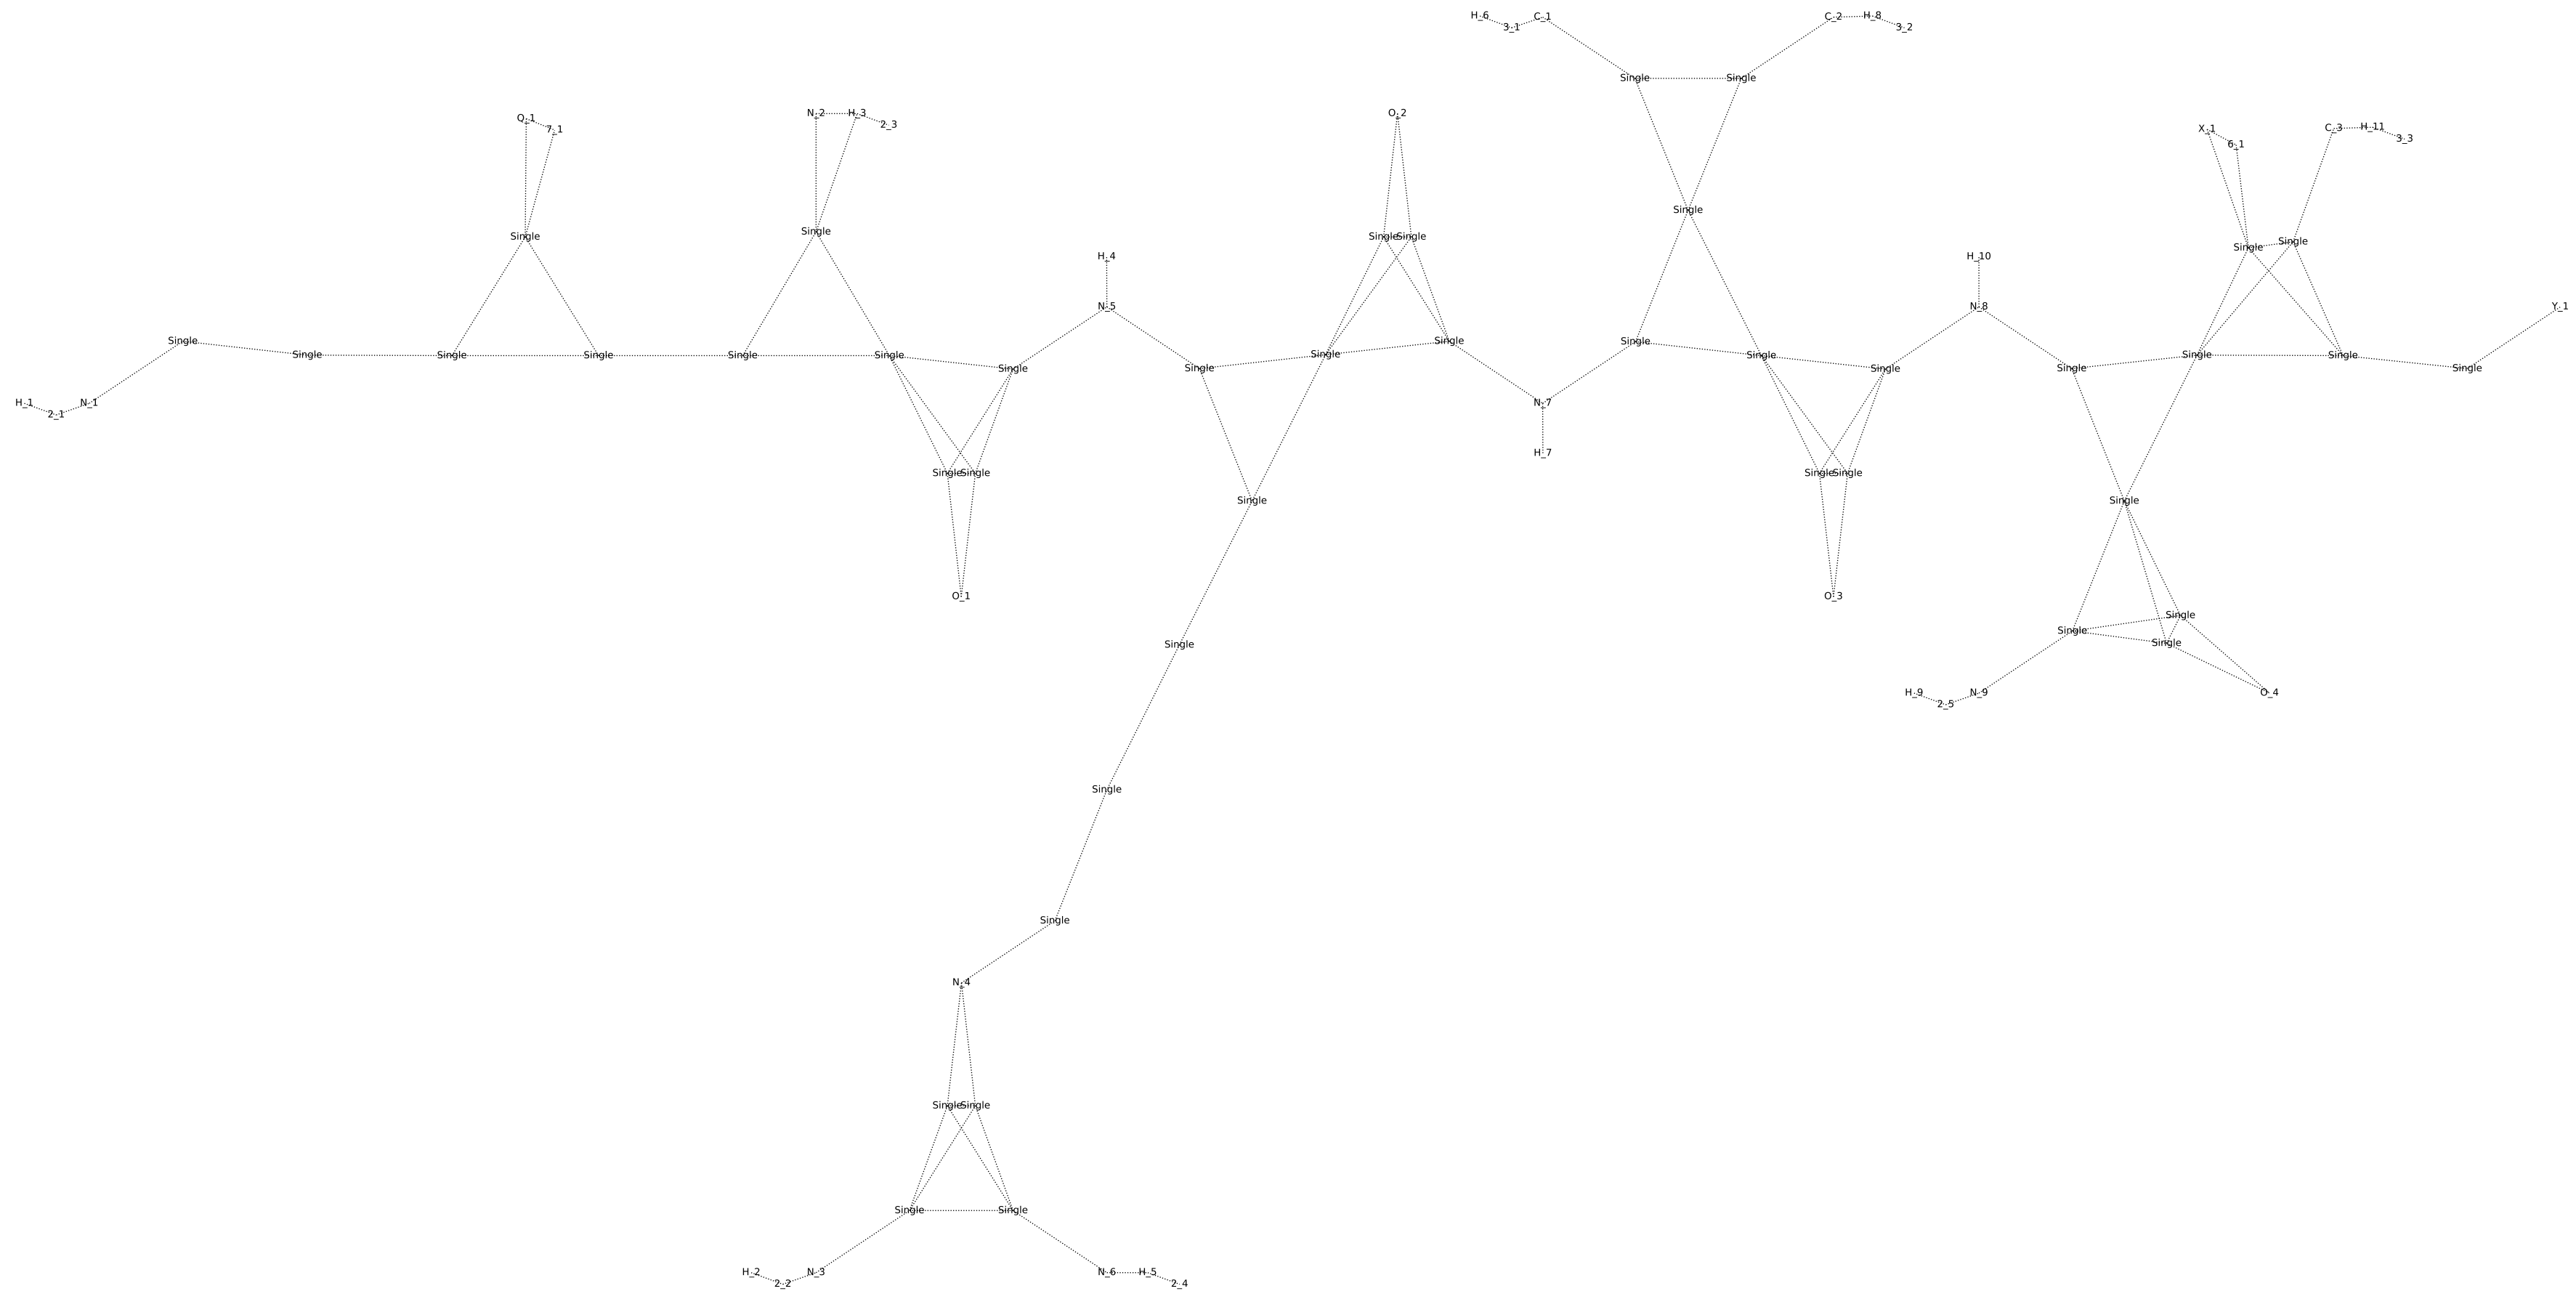 H_6 C_1 C_2 H_8
3_1 3_2
Single Single
N_2 H_3 O_2
Q_1 2_3
7_1 X_1 C_3 H_11
3_3
6_1
Single
Single
Single Single Single Single
Single Single
H_4 H_10
N_5 N_8 Y_1
Single Single Single
Single Single Single Single Single Single Single Single Single Single
Single Single Single Single Single
H_1 N_1 N_7
2_1
H_7
Single Single Single Single
Single Single
O_1 O_3
Single
Single
Single Single
H_9 N_9 O_4
2_5
Single
Single
N_4
Single Single
Single Single
H_2 N_3 N_6 H_5
2_2 2_4